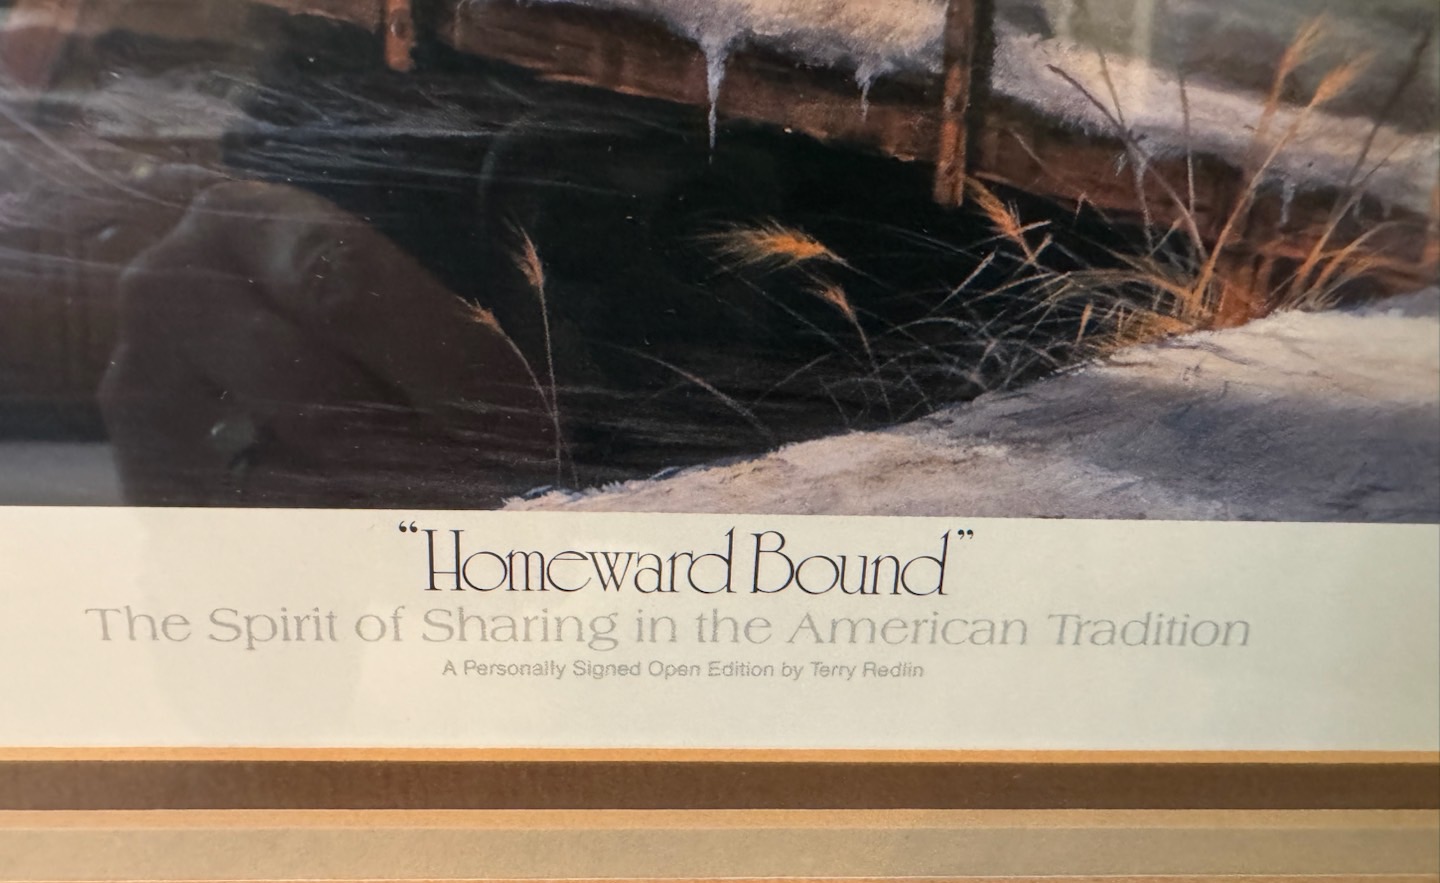 “Homeward Bound”
The Spirit of Sharing in the American Tradition
A Personally Signed Open Edition by Terry Redlin